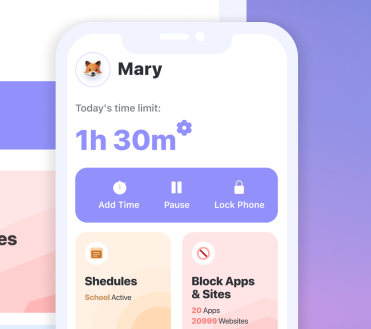 Mary
Today's time limit:
1h 30m
Add Time
Pause
Lock Phone
Shedules
School Active
Block Apps
& Sites
20 Apps
20999 Websites
es